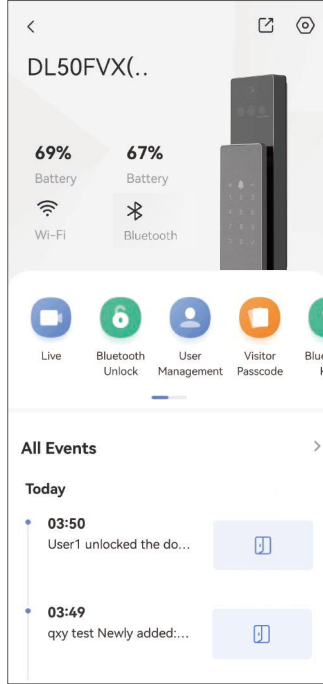 DL50FVX(..
69% 67%
Battery Battery
Wi-Fi Bluetooth
Live Bluetooth Unlock User Management Visitor Passcode
All Events
Today
03:50
User1 unlocked the do...
03:49
qxy test Newly added:...